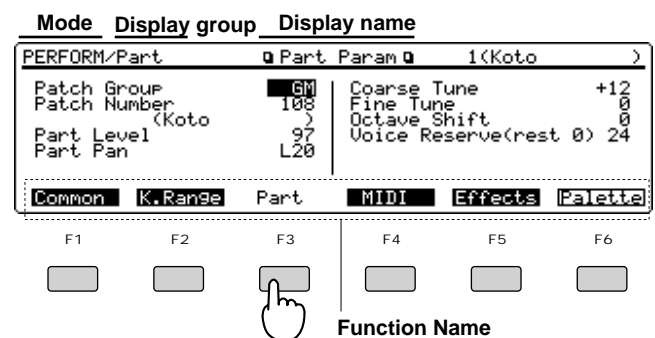 Mode Display group Display name
PERFORM/Part Part Param 1(Koto )
Patch Group GM
Patch Number 108
(Koto )
Part Level 97
Part Pan L20
Coarse Tune +12
Fine Tune 0
Octave Shift 0
Voice Reserve(rest 0) 24
Common K.Range Part MIDI Effects Palette
F1 F2 F3 F4 F5 F6
Function Name